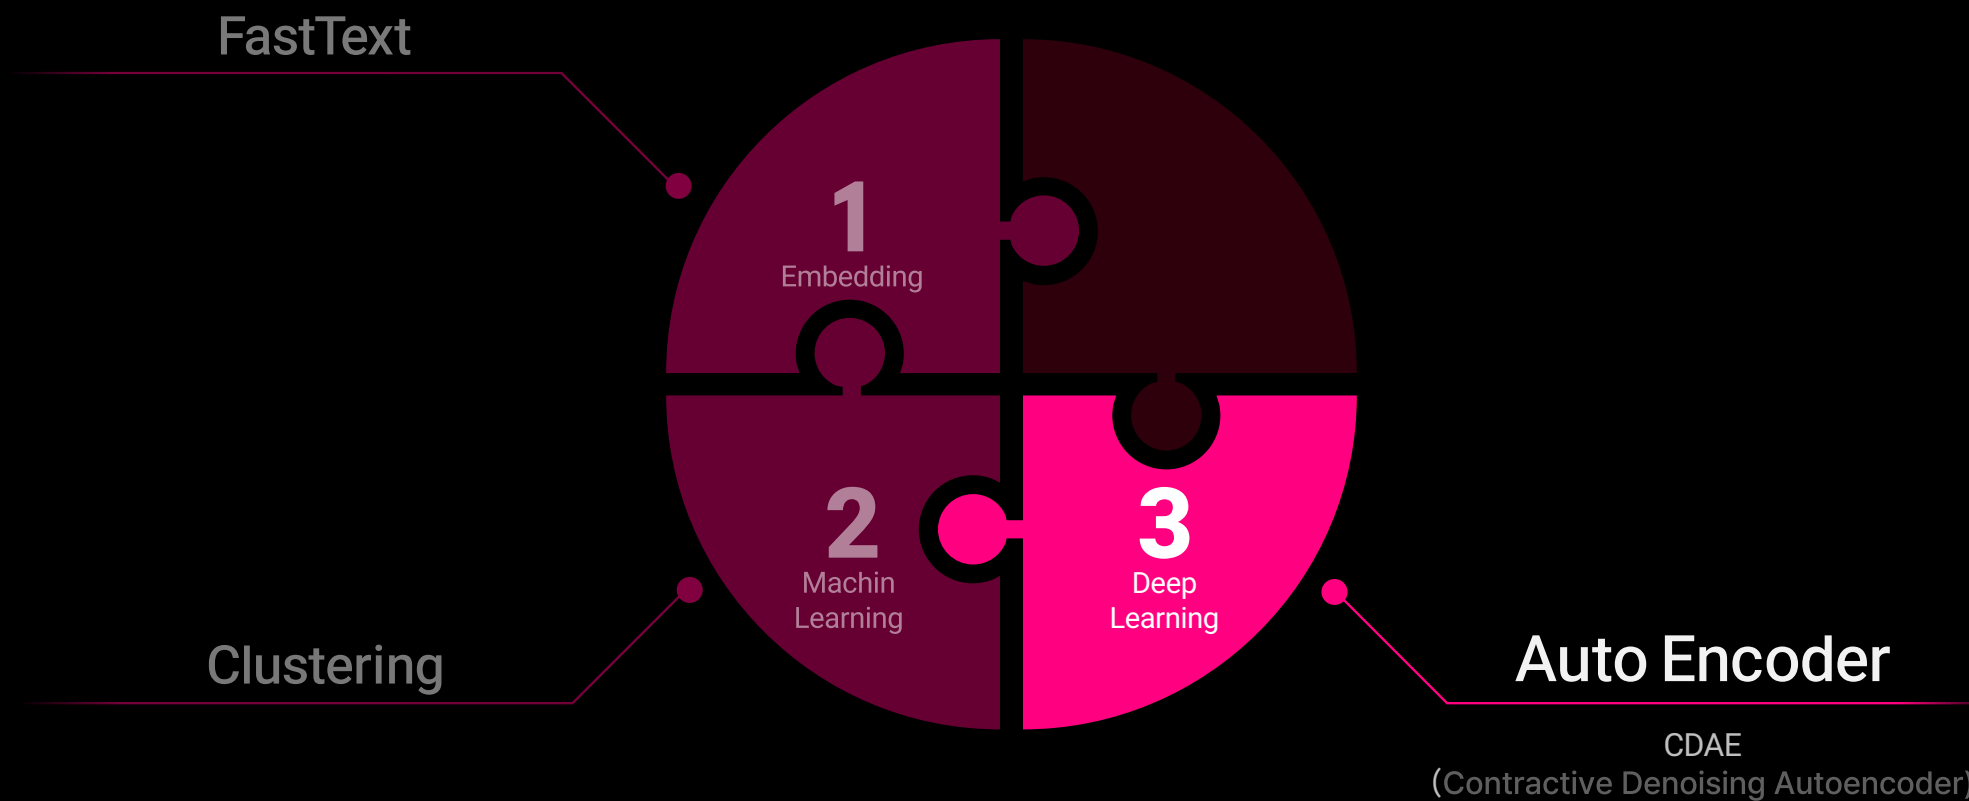 FastText
1
Embedding
2
Machin
Learning
3
Deep
Learning
Clustering
Auto Encoder
CDAE
(Contractive Denoising Autoencoder)